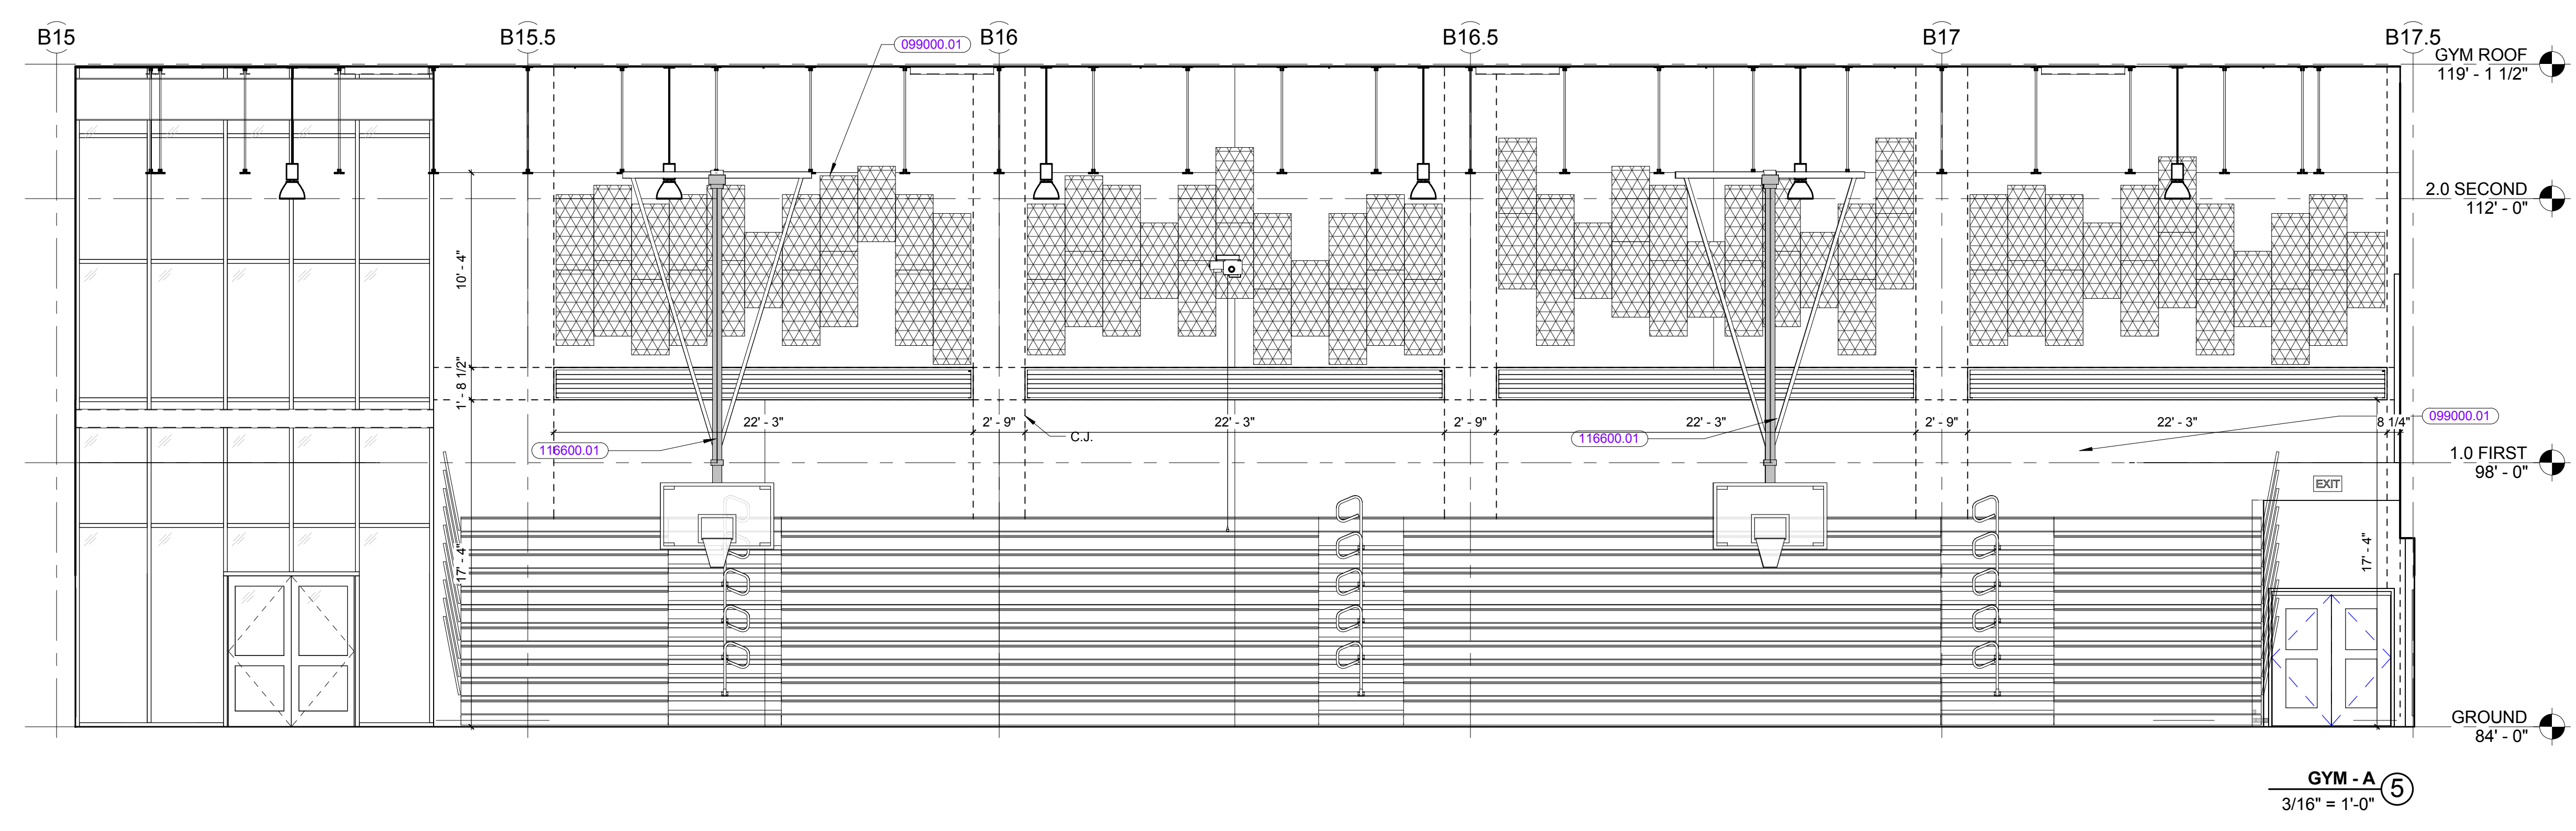 B15
B15.5
B16
B16.5
B17
B17.5
099000.01
GYM ROOF
119' - 1 1/2"
2.0 SECOND
112' - 0"
10' - 4"
1' - 8 1/2"
22' - 3"
2' - 9"
22' - 3"
2' - 9"
22' - 3"
2' - 9"
22' - 3"
8 1/4"
099000.01
C.J.
116600.01
116600.01
1.0 FIRST
98' - 0"
EXIT
17' - 4"
17' - 4"
GROUND
84' - 0"
GYM - A
5
3/16" = 1'-0"